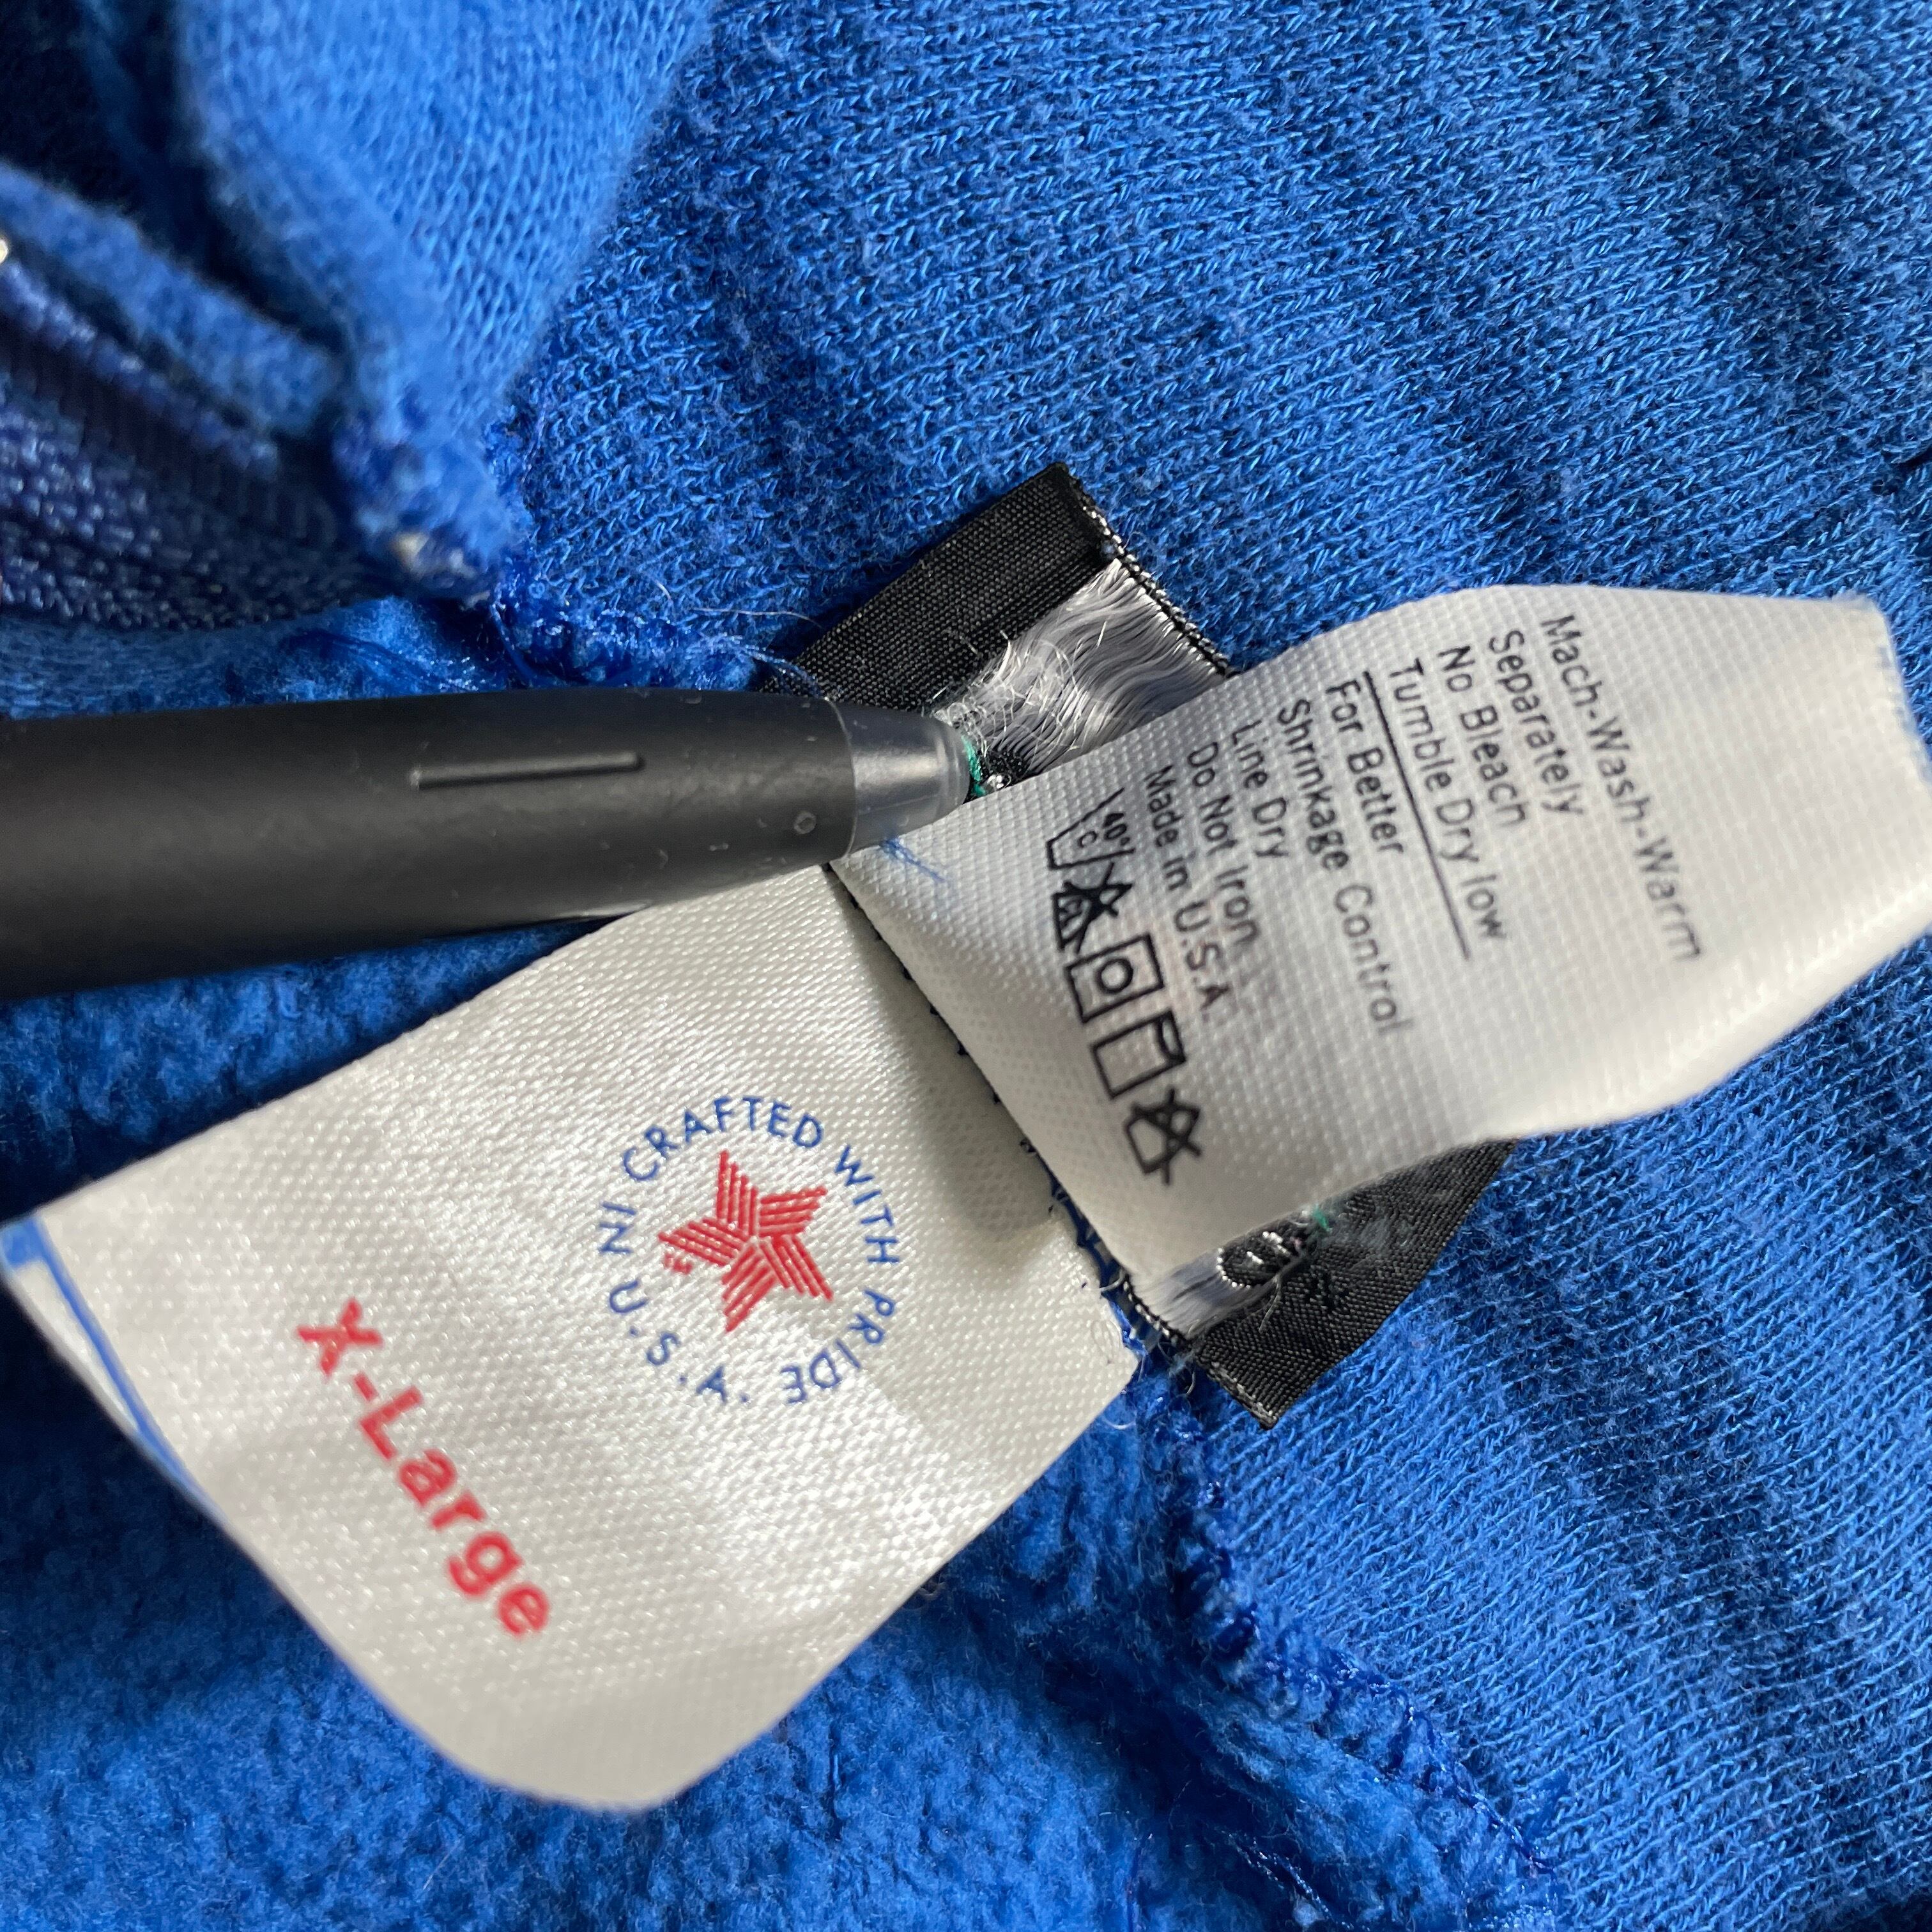 Mach-Wash-Warm
Separately
No Bleach
Tumble Dry low
For Better
Shrinkage Control
Line Dry
Do Not Iron
Made in U.S.A
40°
C
CL
CRAFTED WITH PRIDE IN U.S.A.
X-Large